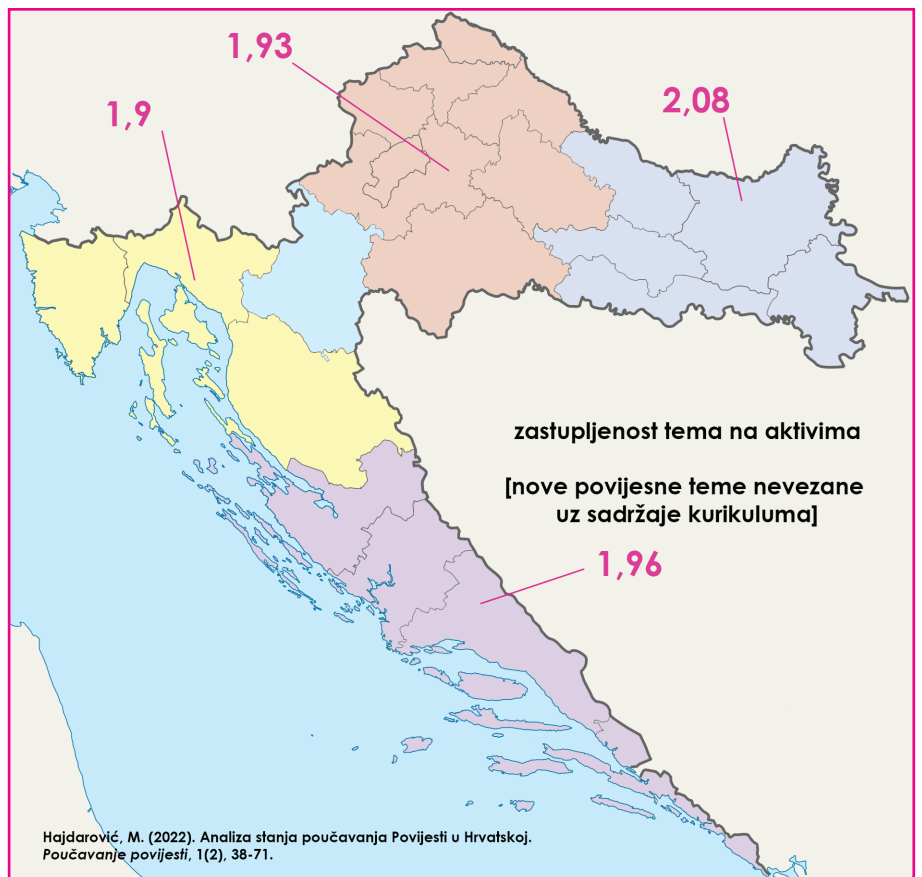 1,93
1,9
2,08
zastupljenost tema na aktivima
[nove povijesne teme nevezane
uz sadržaje kurikuluma]
1,96
Hajdarović, M. (2022). Analiza stanja poučavanja Povijesti u Hrvatskoj.
Poučavanje povijesti, 1(2), 38-71.